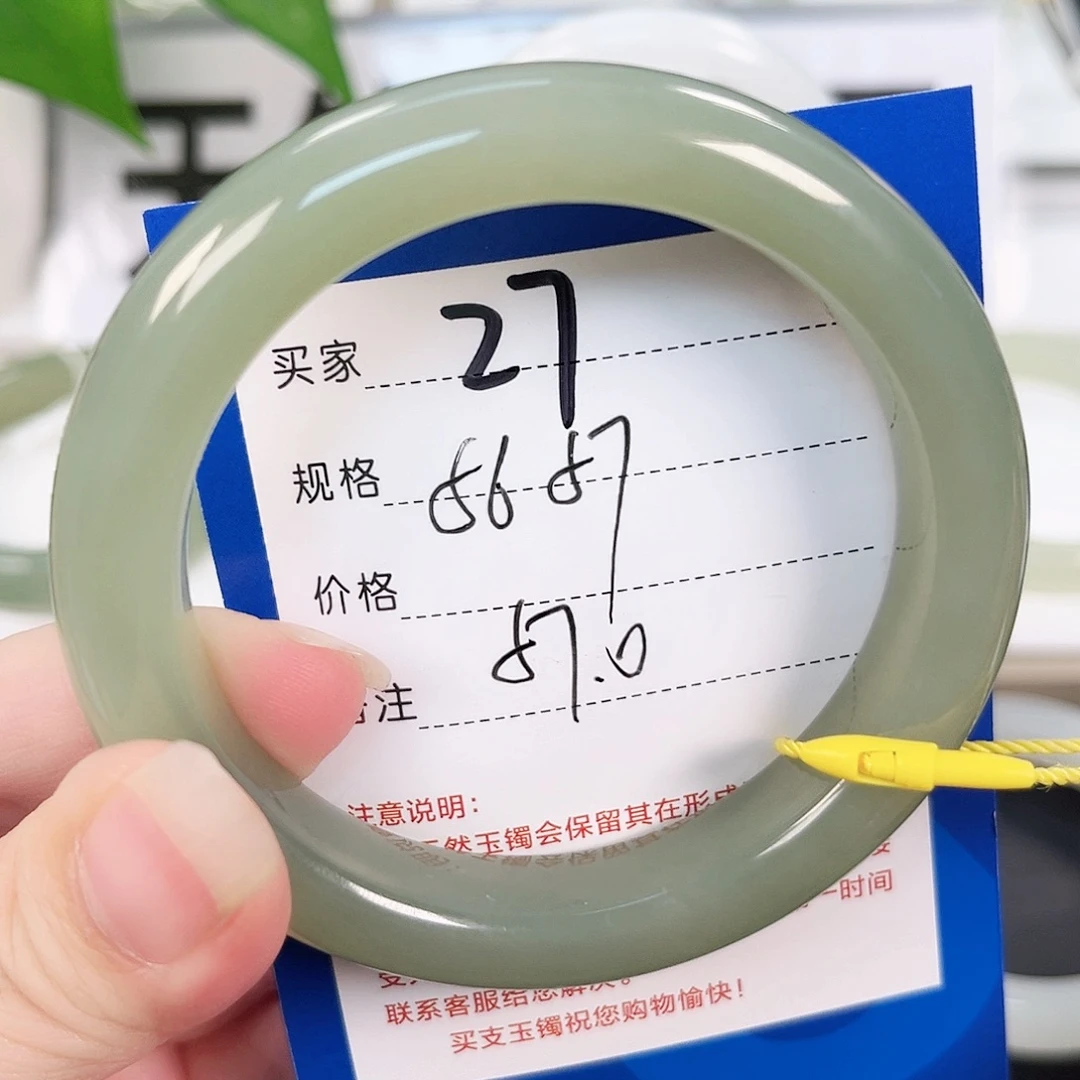 买家 27
规格 56 57
价格
注 57.0
注意说明:
天然玉镯会保留其在形成
一时间
联系客服给您解决。
买支玉镯祝您购物愉快!